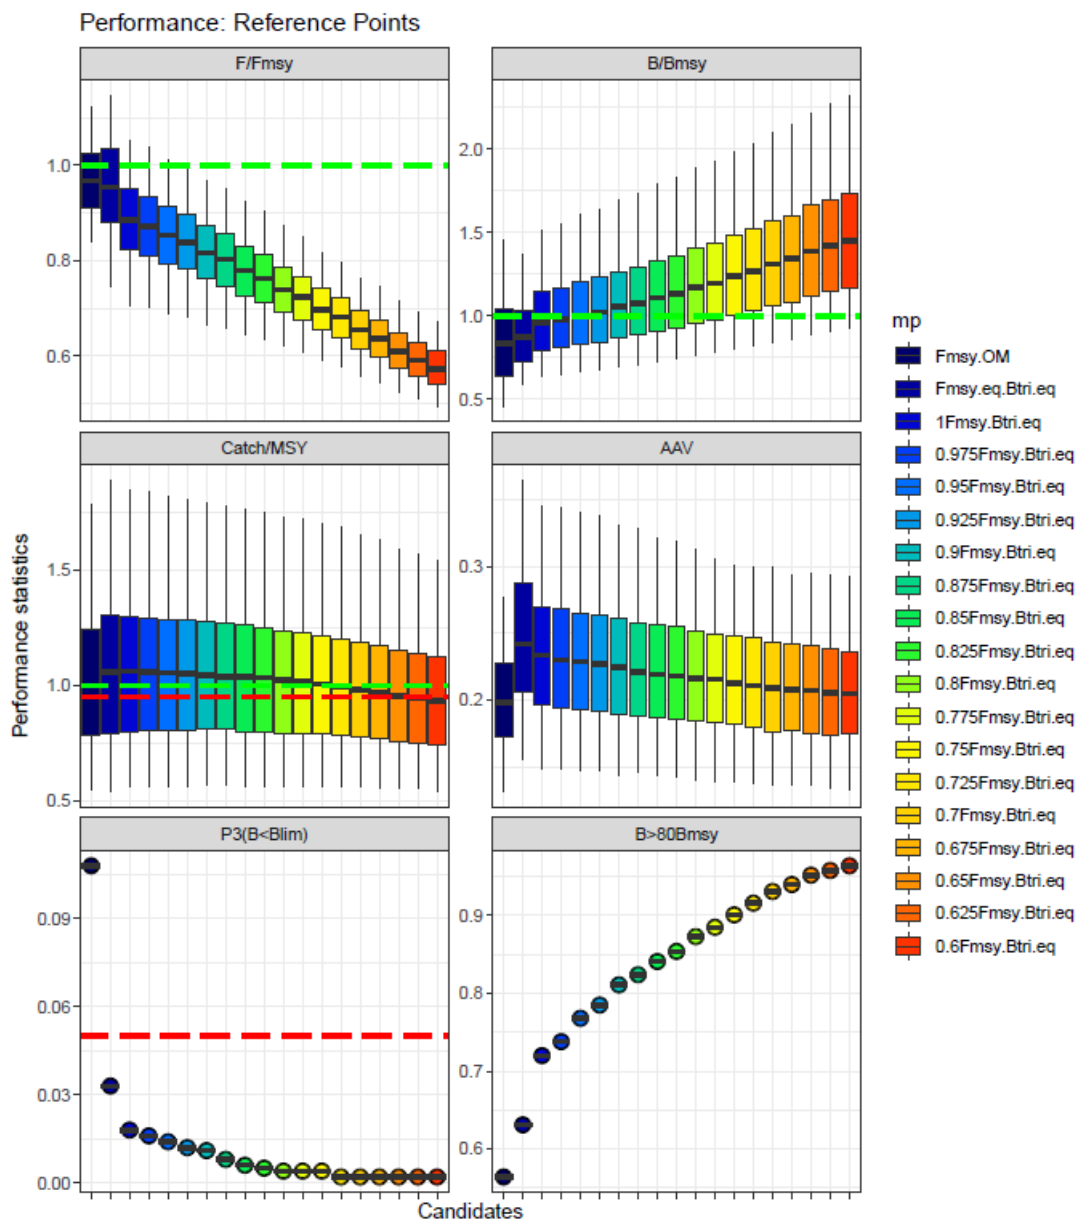 Performance: Reference Points
F/Fmsy
B/Bmsy
1.0
0.8
0.6
2.0
1.5
1.0
0.5
Catch/MSY
AAV
1.5
1.0
0.5
0.3
0.2
P3(B<Blim)
B>80Bmsy
0.09
0.06
0.03
0.00
0.9
0.8
0.7
0.6
Performance statistics
Candidates
mp
Fmsy.OM
Fmsy.eq.Btri.eq
1Fmsy.Btri.eq
0.975Fmsy.Btri.eq
0.95Fmsy.Btri.eq
0.925Fmsy.Btri.eq
0.9Fmsy.Btri.eq
0.875Fmsy.Btri.eq
0.85Fmsy.Btri.eq
0.825Fmsy.Btri.eq
0.8Fmsy.Btri.eq
0.775Fmsy.Btri.eq
0.75Fmsy.Btri.eq
0.725Fmsy.Btri.eq
0.7Fmsy.Btri.eq
0.675Fmsy.Btri.eq
0.65Fmsy.Btri.eq
0.625Fmsy.Btri.eq
0.6Fmsy.Btri.eq